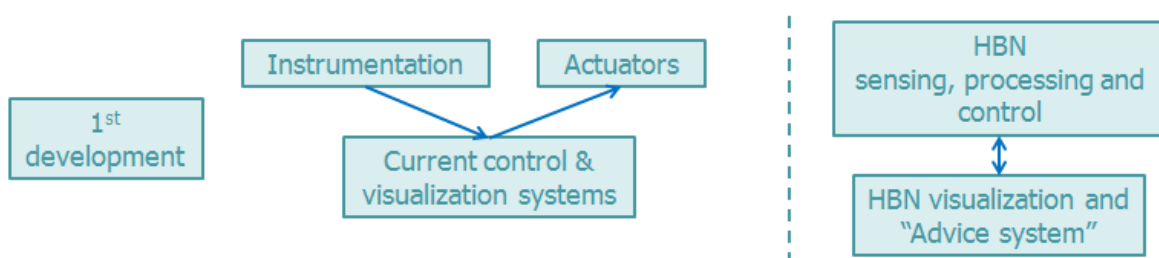 1st
development
Instrumentation
Actuators
Current control &
visualization systems
HBN
sensing, processing and
control
HBN visualization and
“Advice system”